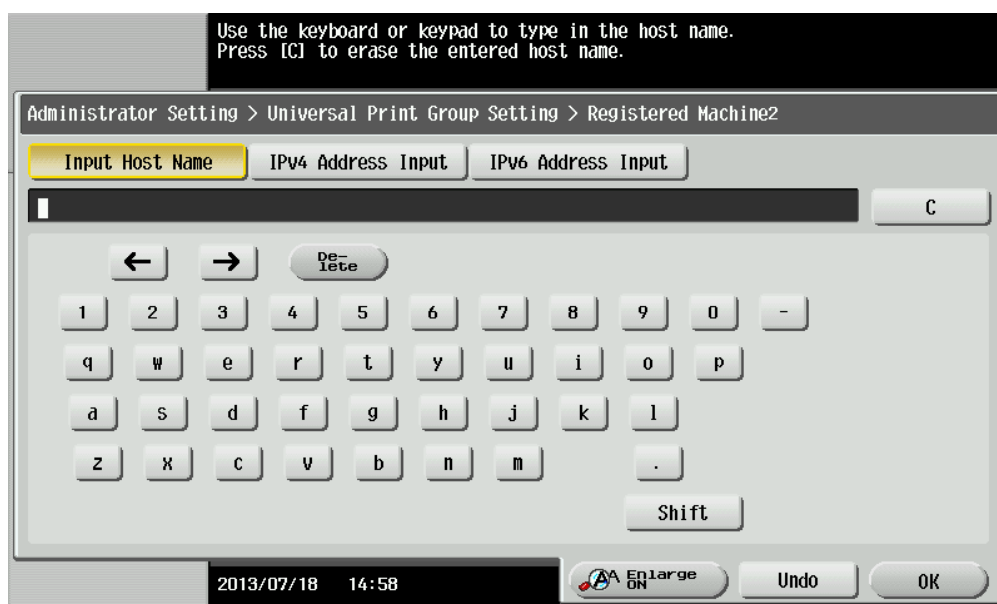 Use the keyboard or keypad to type in the host name.
Press [C] to erase the entered host name.
Administrator Setting > Universal Print Group Setting > Registered Machine2
Input Host Name IPv4 Address Input IPv6 Address Input
C
← → De-
lete
1 2 3 4 5 6 7 8 9 0 -
q w e r t y u i o p
a s d f g h j k l
z x c v b n m .
Shift
2013/07/18 14:58 AA Enlarge
ON Undo OK